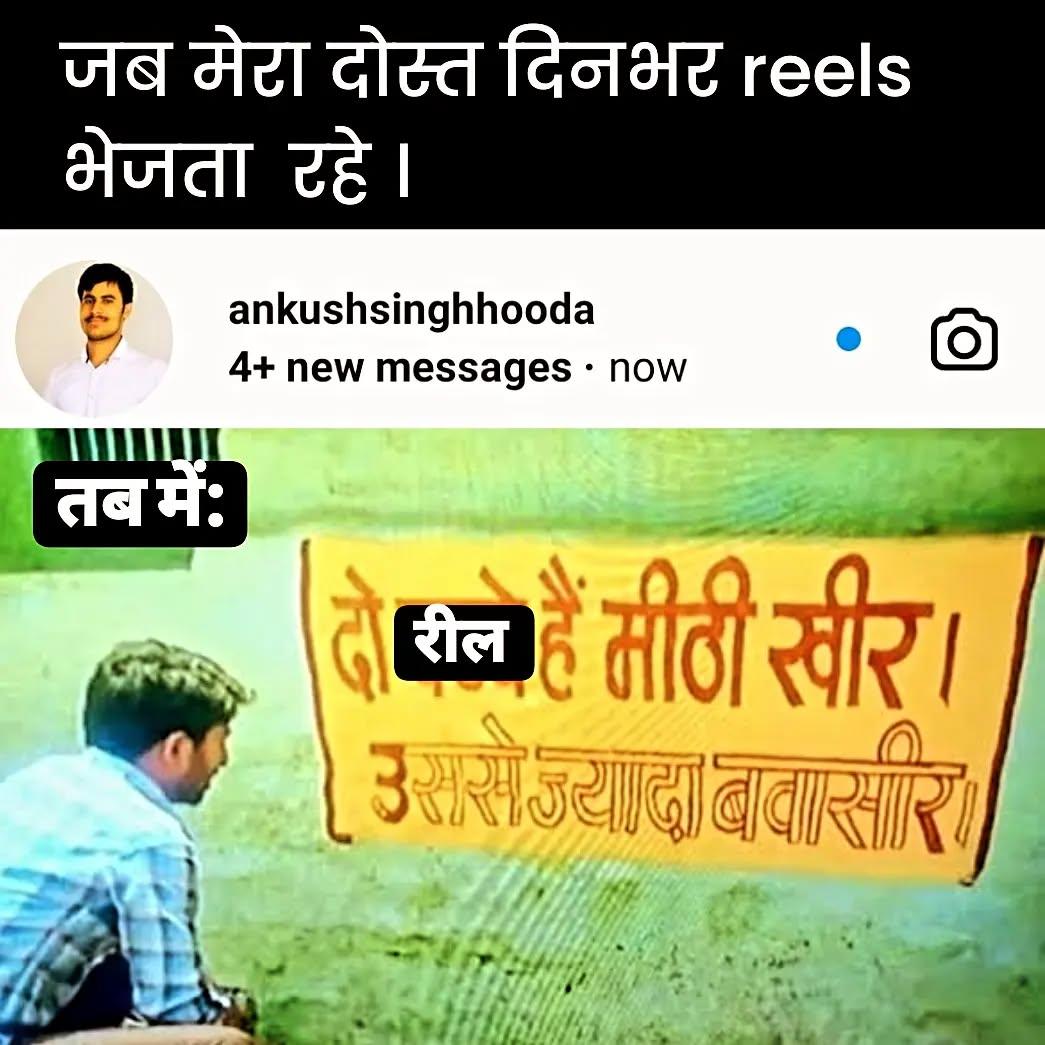 जब मेरा दोस्त दिनभर reels
भेजता रहे ।
ankushsinghhooda
4+ new messages · now
तब में:
दो रील हैं मीठी खीर।
उससे ज्यादा बवासीर।